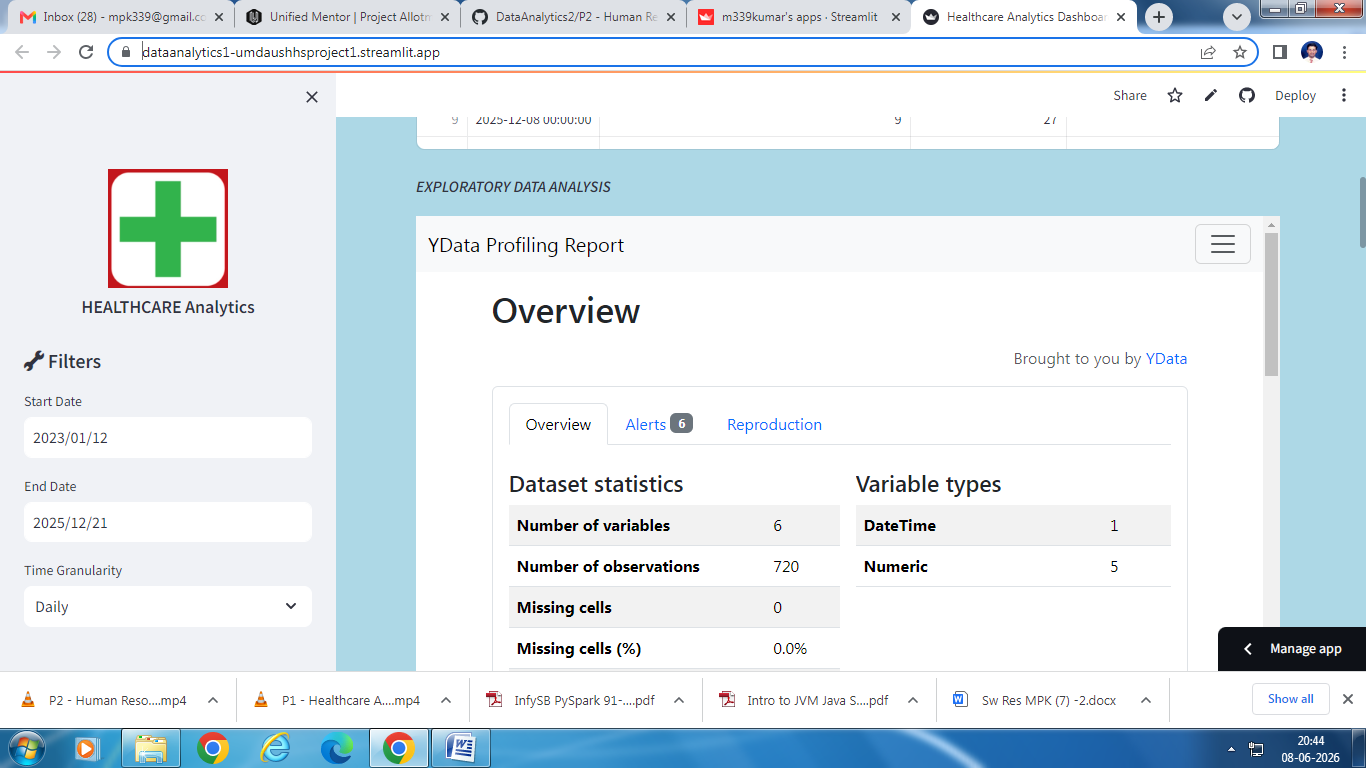 Inbox (28) - mpk339@gmail.co
Unified Mentor | Project Allotm
DataAnalytics2/P2 - Human Re
m339kumar's apps · Streamlit
Healthcare Analytics Dashboar
dataanalytics1-umdaushhsproject1.streamlit.app
Share
Deploy
9 2025-12-08 00:00:00 9 27
HEALTHCARE Analytics
Filters
Start Date
2023/01/12
End Date
2025/12/21
Time Granularity
Daily
EXPLORATORY DATA ANALYSIS
YData Profiling Report
Overview
Brought to you by YData
Overview
Alerts 6
Reproduction
Dataset statistics
Number of variables 6
Number of observations 720
Missing cells 0
Missing cells (%) 0.0%
Variable types
DateTime 1
Numeric 5
Manage app
P2 - Human Reso....mp4
P1 - Healthcare A....mp4
InfySB PySpark 91-....pdf
Intro to JVM Java S....pdf
Sw Res MPK (7) -2.docx
Show all
20:44
08-06-2026